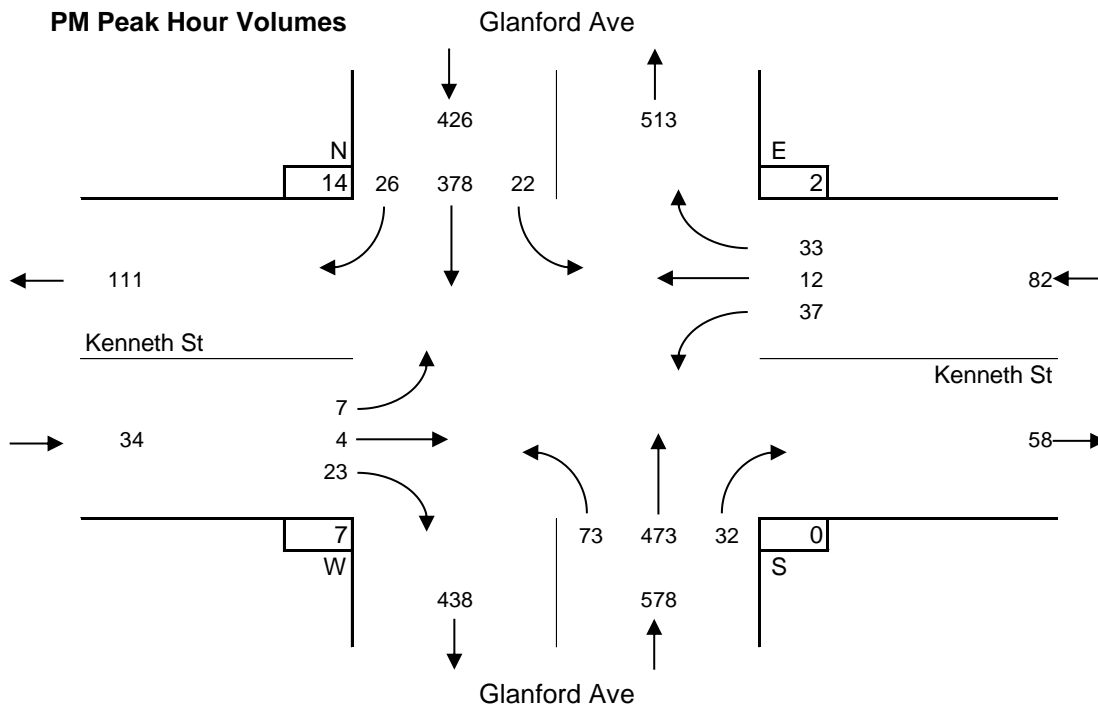 PM Peak Hour Volumes Glanford Ave
426 513
N E
14 26 378 22 2
33
111 12 82
37
Kenneth St
Kenneth St
7
34 4 58
23
7 73 473 32 0
W S
438 578
Glanford Ave